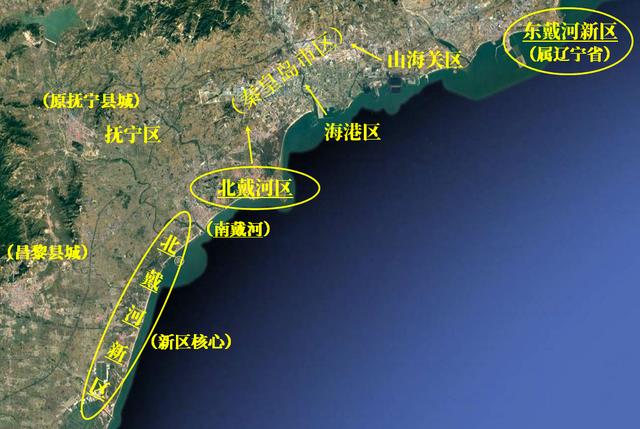 东戴河新区
(属辽宁省)
(秦皇岛市区)
山海关区
(原抚宁县城)
抚宁区
海港区
北戴河区
(南戴河)
(昌黎县城)
北戴河新区
(新区核心)